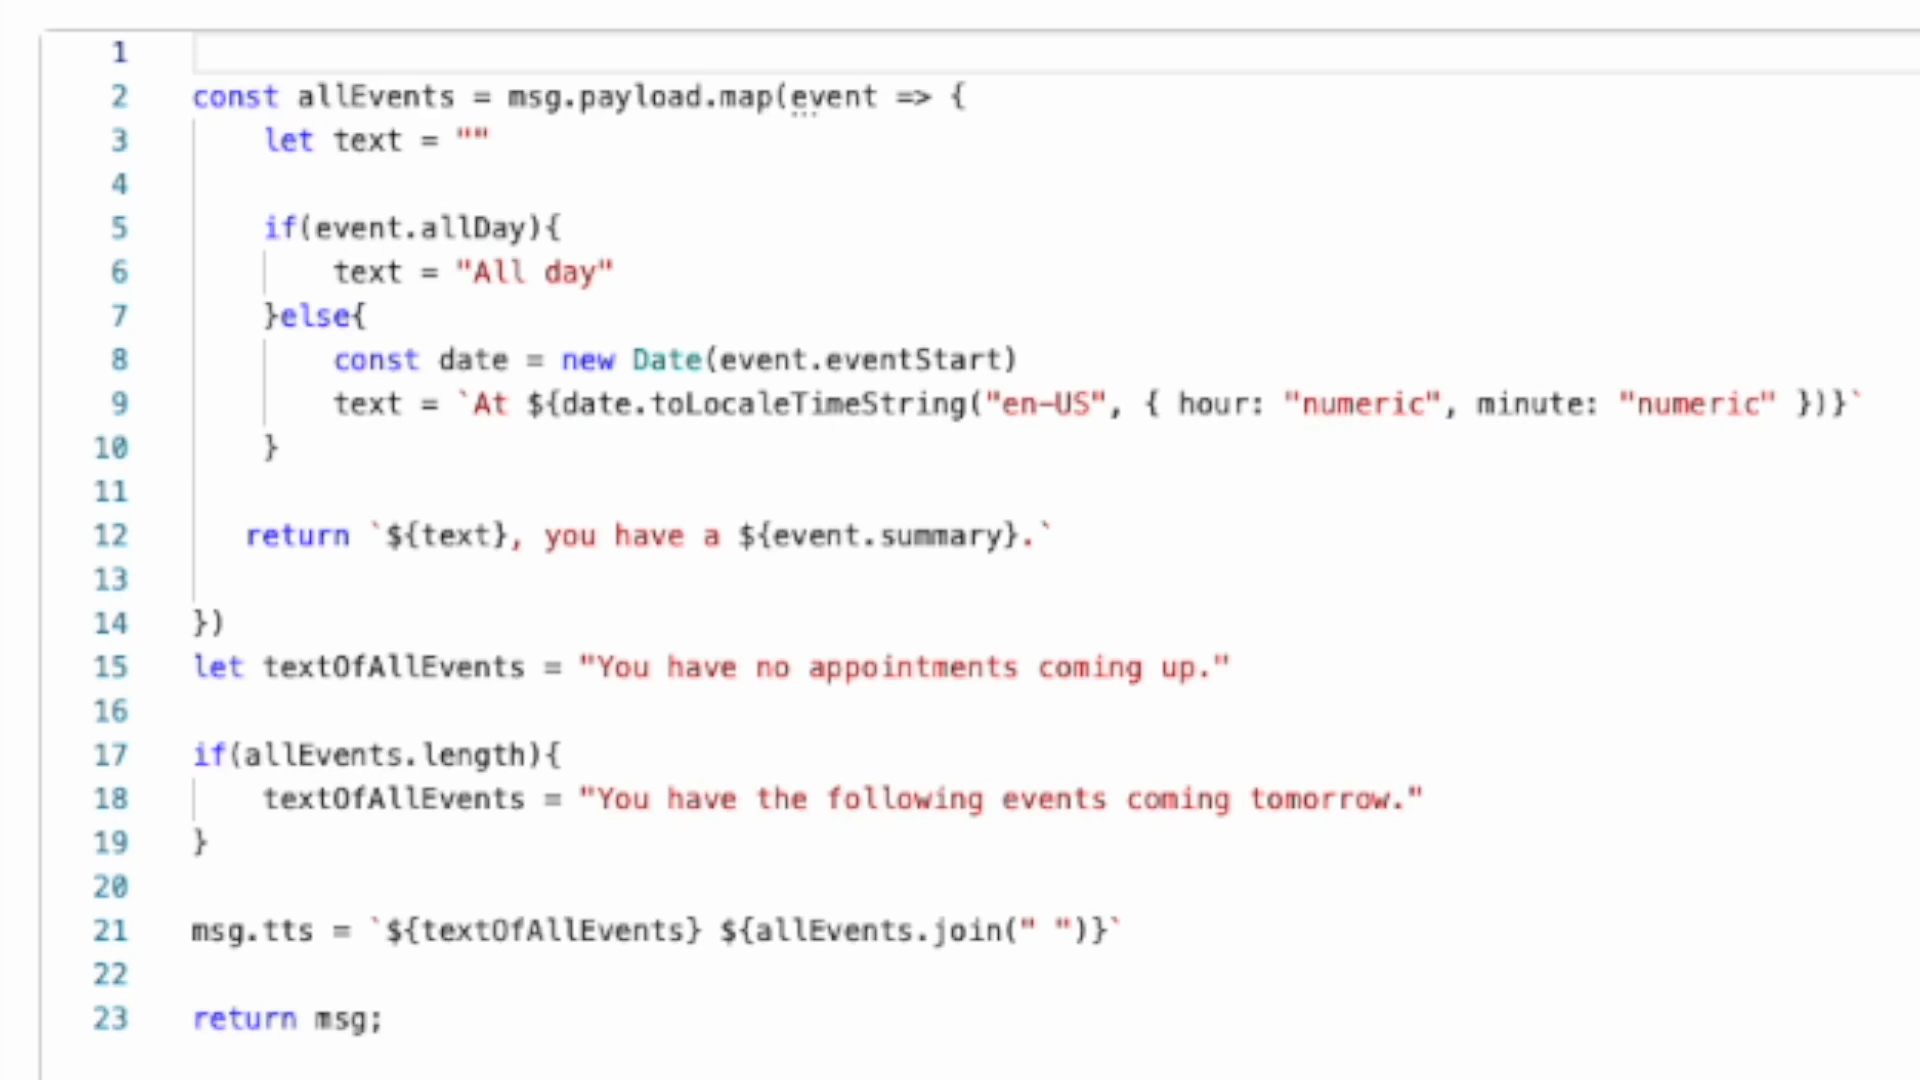 1
2 const allEvents = msg.payload.map(event => {
3 let text = ""
4
5 if(event.allDay){
6 text = "All day"
7 }else{
8 const date = new Date(event.eventStart)
9 text = `At ${date.toLocaleTimeString("en-US", { hour: "numeric", minute: "numeric" })}`
10 }
11
12 return `${text}, you have a ${event.summary}.`
13
14 })
15 let textOfAllEvents = "You have no appointments coming up."
16
17 if(allEvents.length){
18 textOfAllEvents = "You have the following events coming tomorrow."
19 }
20
21 msg.tts = `${textOfAllEvents} ${allEvents.join(" ")}`
22
23 return msg;